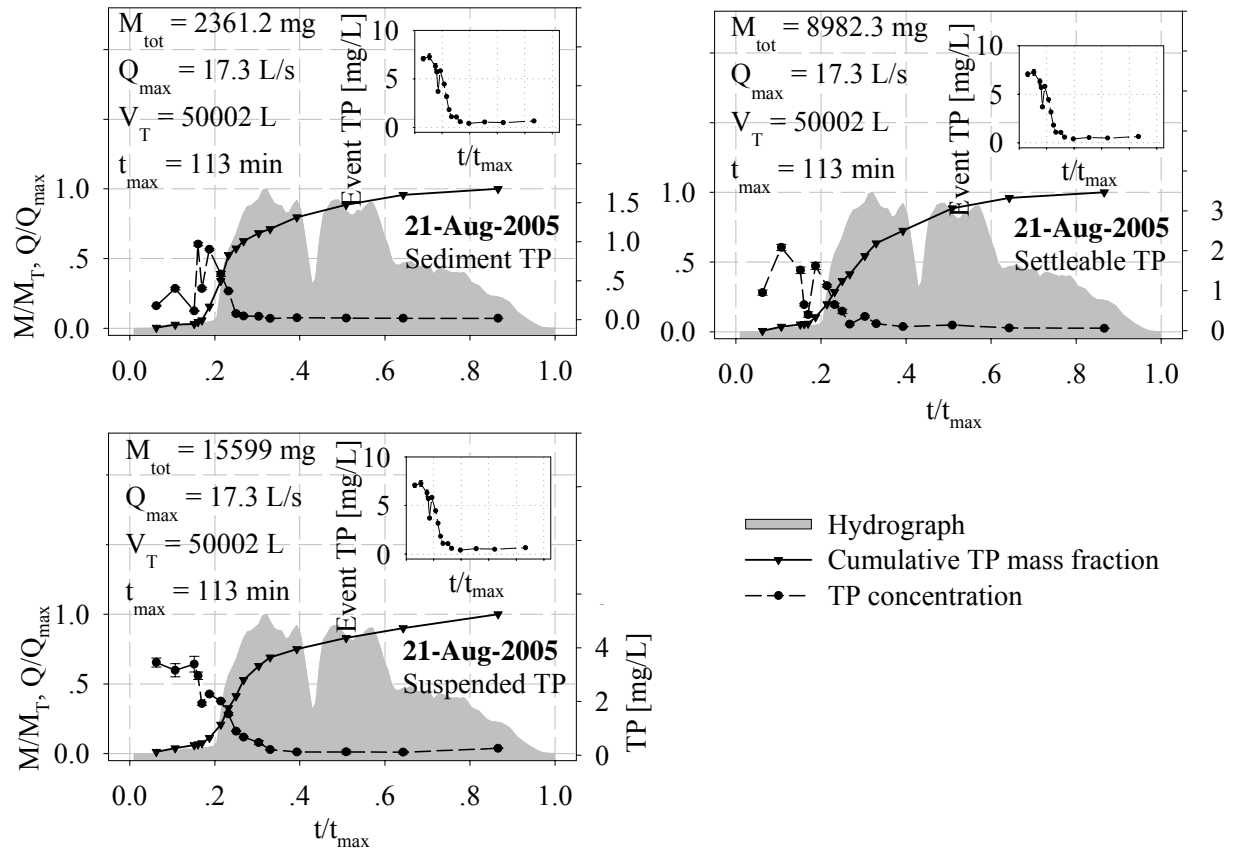 M_tot = 2361.2 mg
Q_max = 17.3 L/s
V_T = 50002 L
t_max = 113 min
Event TP [mg/L]
10
5
0
t/t_max
21-Aug-2005
Sediment TP
M/M_T, Q/Q_max
1.0
.5
0.0
1.5
1.0
.5
0.0
0.0 .2 .4 .6 .8 1.0
M_tot = 8982.3 mg
Q_max = 17.3 L/s
V_T = 50002 L
t_max = 113 min
Event TP [mg/L]
10
5
0
t/t_max
21-Aug-2005
Settleable TP
1.0
.5
0.0
3
2
1
0
0.0 .2 .4 .6 .8 1.0
t/t_max
M_tot = 15599 mg
Q_max = 17.3 L/s
V_T = 50002 L
t_max = 113 min
Event TP [mg/L]
10
5
0
t/t_max
21-Aug-2005
Suspended TP
M/M_T, Q/Q_max
1.0
.5
0.0
4
2
0
TP [mg/L]
0.0 .2 .4 .6 .8 1.0
t/t_max
Hydrograph
Cumulative TP mass fraction
TP concentration